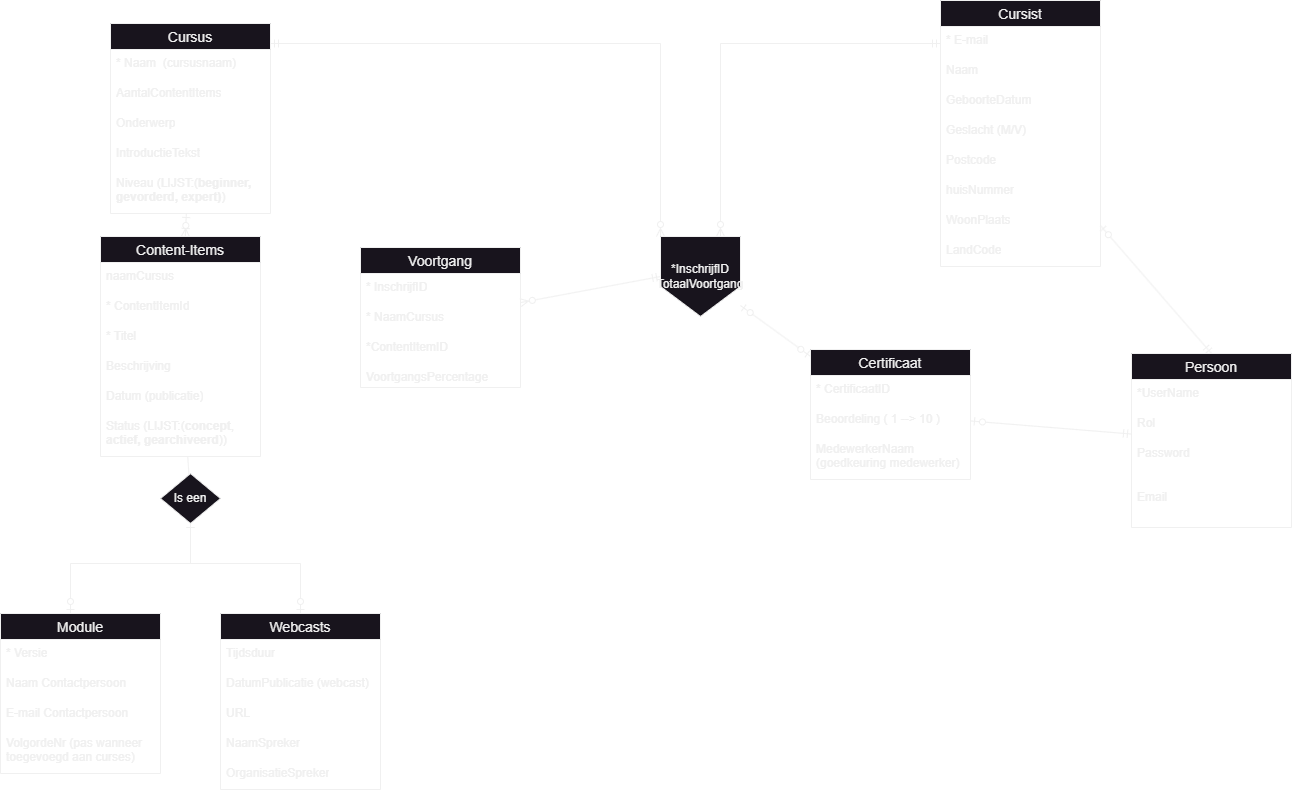 Cursus
* Naam  (cursusnaam)
AantalContentItems
Onderwerp
IntroductieTekst
Niveau (LIJST:(beginner,
gevorderd, expert))
Content-Items
naamCursus
* ContentItemId
* Titel
Beschrijving
Datum (publicatie)
Status (LIJST:(concept,
actief, gearchiveerd))
Is een
Module
* Versie
Naam Contactpersoon
E-mail Contactpersoon
VolgordeNr (pas wanneer
toegevoegd aan curses)
Webcasts
Tijdsduur
DatumPublicatie (webcast)
URL
NaamSpreker
OrganisatieSpreker
Voortgang
* InschrijfID
* NaamCursus
*ContentItemID
VoortgangsPercentage
*InschrijfID
TotaalVoortgang
Cursist
* E-mail
Naam
GeboorteDatum
Geslacht (M/V)
Postcode
huisNummer
WoonPlaats
LandCode
Certificaat
* CertificaatID
Beoordeling ( 1 --> 10 )
MedewerkerNaam
(goedkeuring medewerker)
Persoon
*UserName
Rol
Password
Email